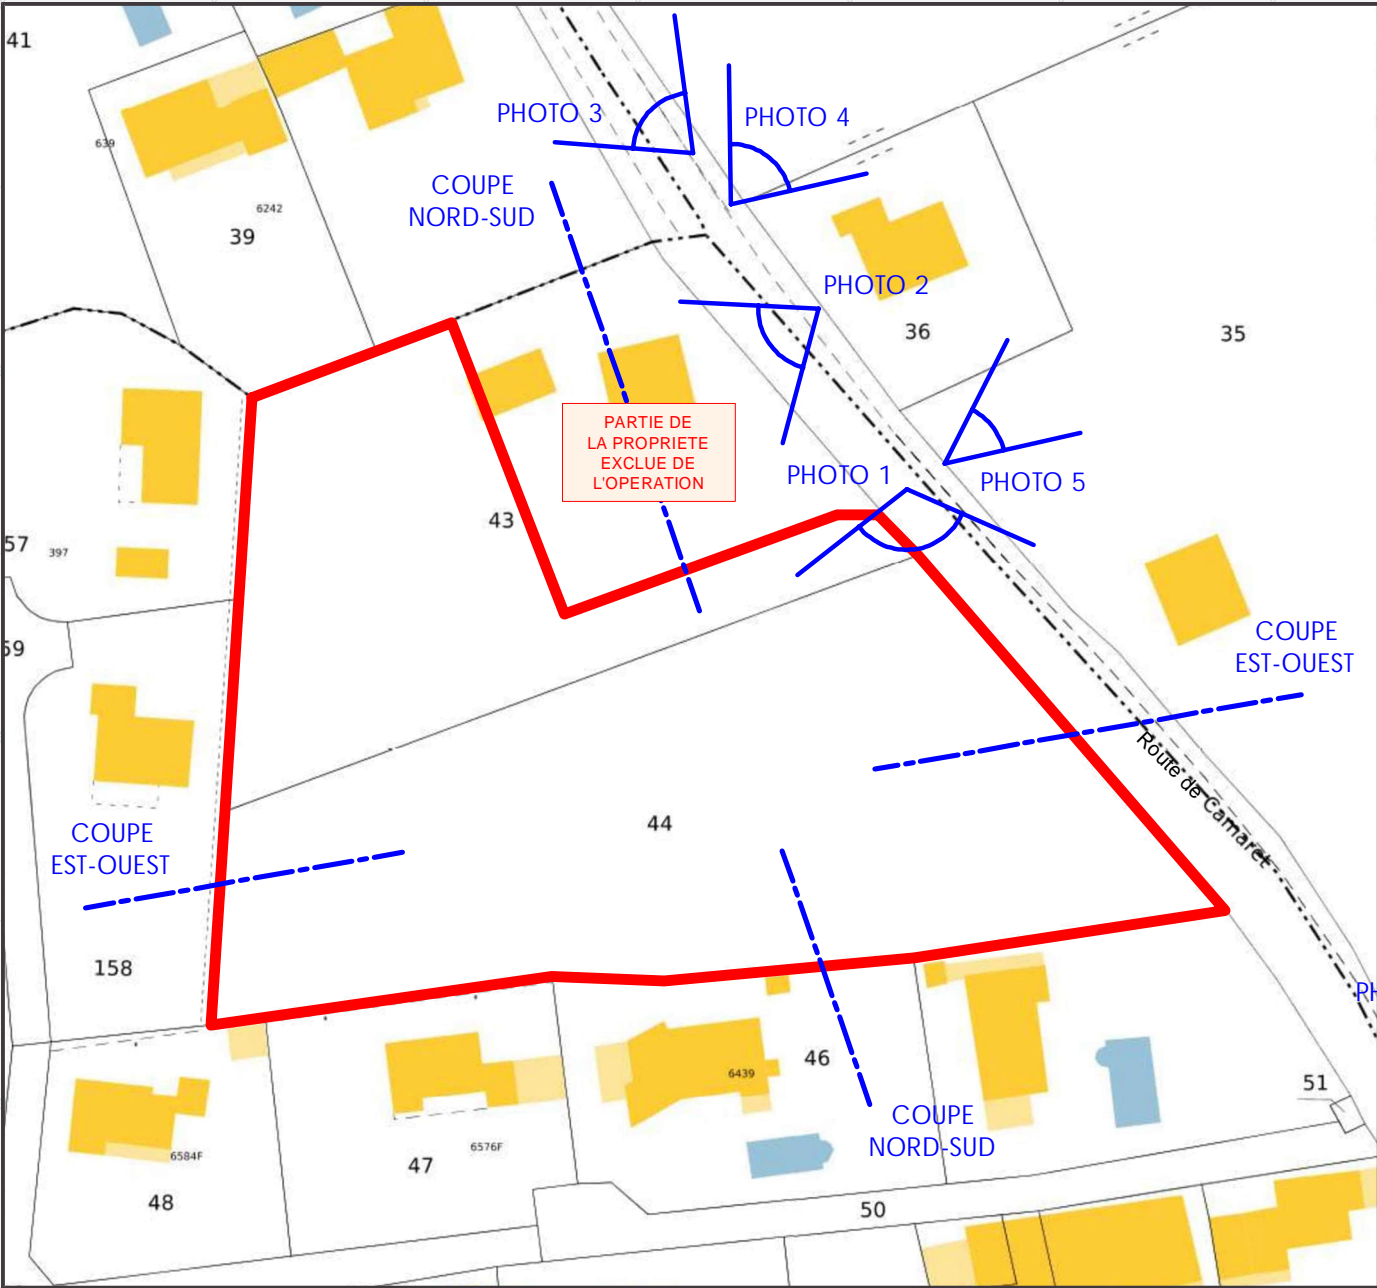 41
PHOTO 3
PHOTO 4
639
COUPE
NORD-SUD
6242
39
PHOTO 2
36
35
PARTIE DE
LA PROPRIETE
EXCLUE DE
L'OPERATION
PHOTO 1
PHOTO 5
43
57
397
59
COUPE
EST-OUEST
Route de Camaret
44
COUPE
EST-OUEST
158
PH
46
6439
51
COUPE
NORD-SUD
6576F
6584F
47
48
50